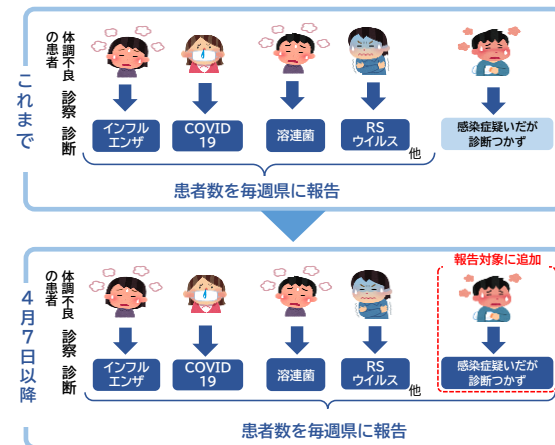 これまで
体調不良
の患者
診察
診断
インフル
エンザ
COVID
19
溶連菌
RS
ウイルス
他
感染症疑いだが
診断つかず
患者数を毎週県に報告
4月7日以降
報告対象に追加
体調不良
の患者
診察
診断
インフル
エンザ
COVID
19
溶連菌
RS
ウイルス
他
感染症疑いだが
診断つかず
患者数を毎週県に報告